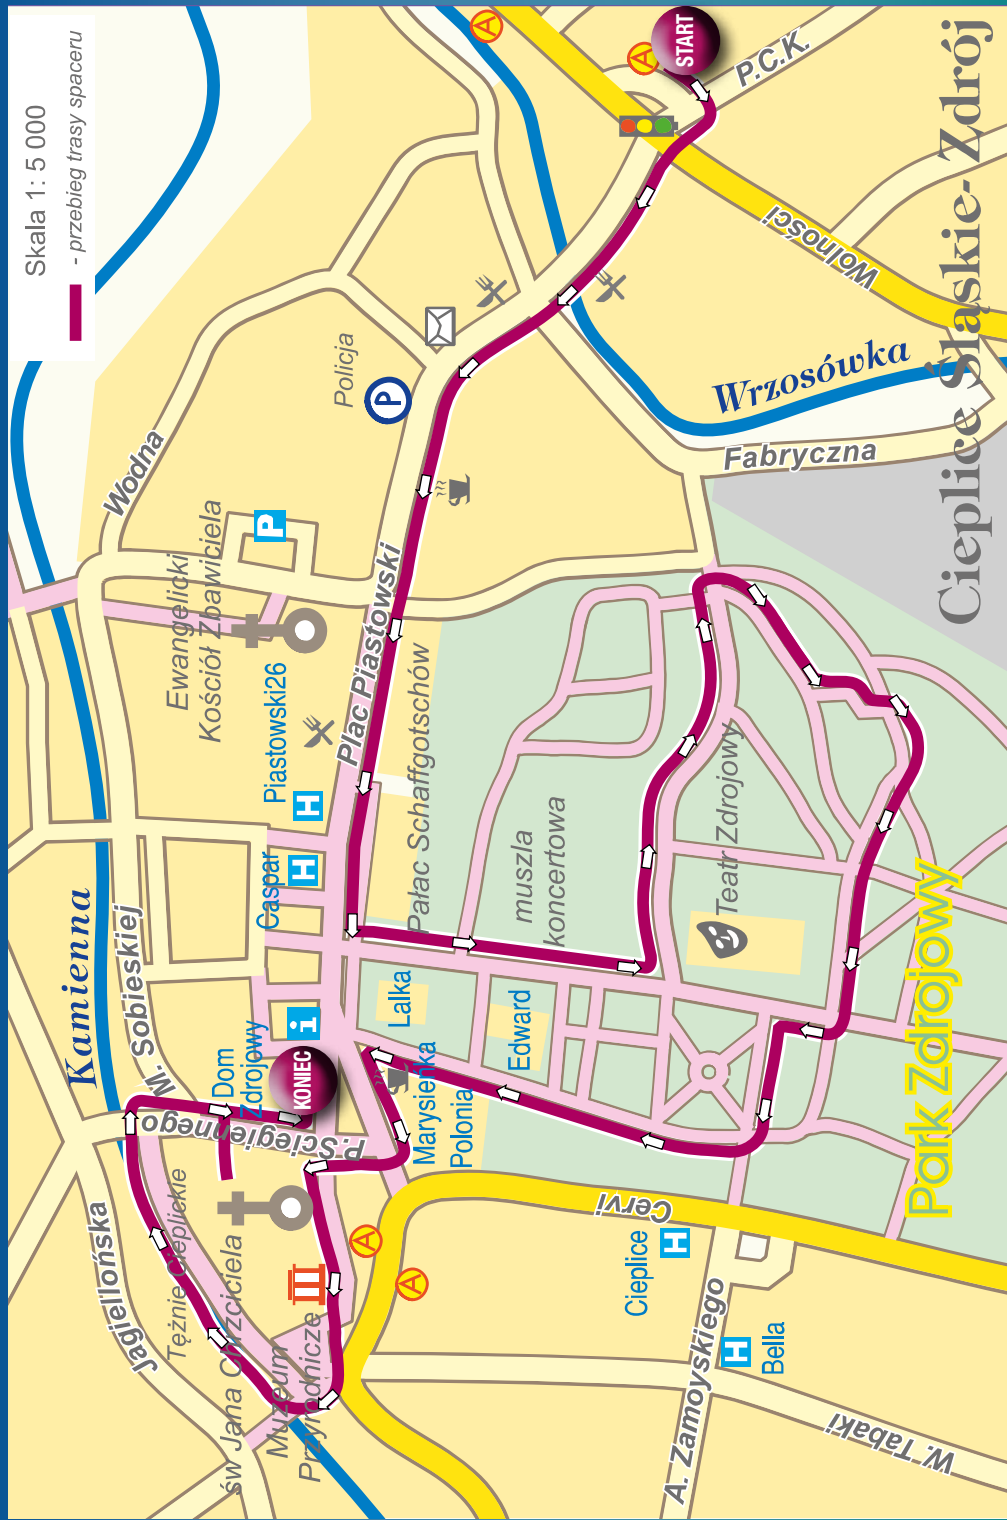 Skala 1: 5 000
- przebieg trasy spaceru
Kamienna
Jagiellońska
M. Sobieskiej
Wodna
Policja
P
A
A
START
P.C.K.
Wolności
Wrzosówka
Fabryczna
Cieplice Śląskie-Zdrój
Ewangelicki
Kościół Zbawiciela
P
Piastowski26
H
Caspar
H
Plac Piastowski
Pałac Schaffgotschów
Dom
Zdrojowy
i
KONIEC
P.Ściegiennego
Tężnie Cieplickie
św Jana Chrzciciela
Muzeum
Przyrodnicze
Lalka
Marysieńka
Polonia
Edward
muszla
koncertowa
Teatr Zdrojowy
Park Zdrojowy
A
A
Cervi
Cieplice
H
H
Bella
A. Zamoyskiego
W. Tabaki